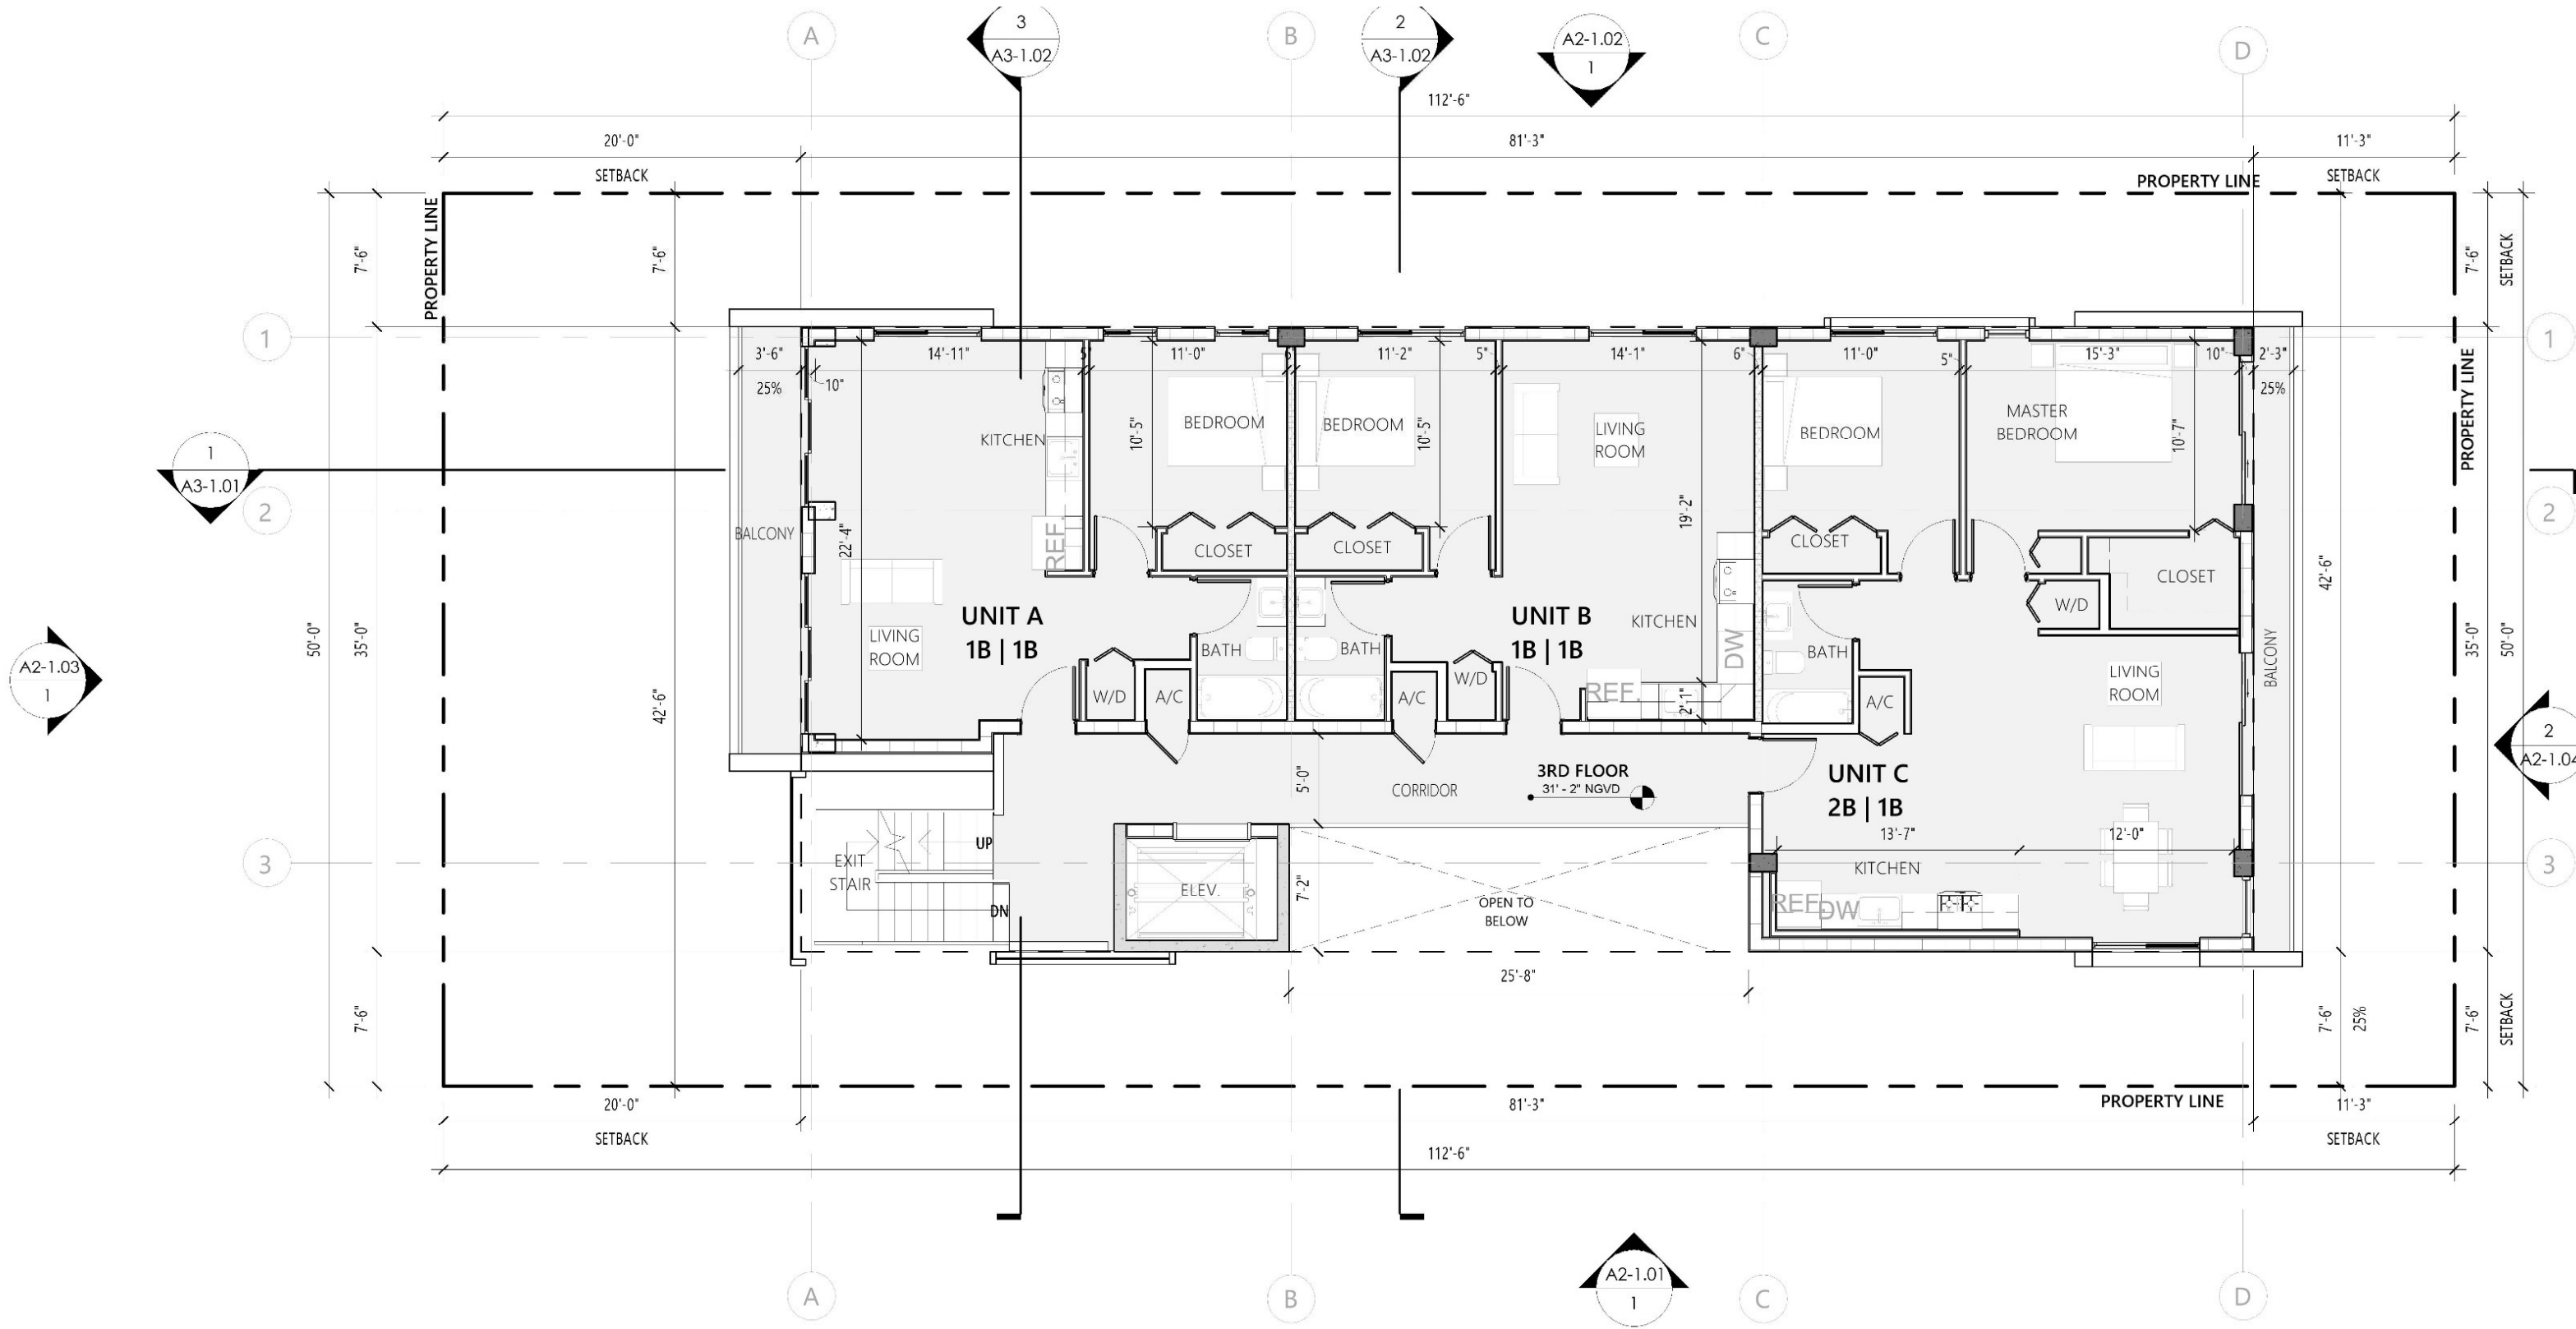 A
3
A3-1.02
B
2
A3-1.02
A2-1.02
1
C
D
112'-6"
20'-0"
81'-3"
11'-3"
SETBACK
PROPERTY LINE
SETBACK
PROPERTY LINE
7'-6"
7'-6"
7'-6"
SETBACK
1
1
3'-6"
14'-11"
5"
11'-0"
6"
11'-2"
5"
14'-1"
6"
11'-0"
5"
15'-3"
10"
2'-3"
25%
10"
25%
PROPERTY LINE
KITCHEN
10'-5"
BEDROOM
BEDROOM
10'-5"
LIVING
ROOM
BEDROOM
MASTER
BEDROOM
10'-7"
1
A3-1.01
2
2
BALCONY
22'-4"
REF.
CLOSET
CLOSET
19'-2"
CLOSET
CLOSET
W/D
42'-6"
50'-0"
35'-0"
35'-0"
50'-0"
UNIT A
1B | 1B
LIVING
ROOM
UNIT B
1B | 1B
KITCHEN
DW
BATH
BATH
BATH
LIVING
ROOM
BALCONY
A2-1.03
1
42'-6"
W/D
A/C
A/C
W/D
REF.
2'-1"
A/C
2
A2-1.04
5'-0"
CORRIDOR
3RD FLOOR
31' - 2" NGVD
UNIT C
2B | 1B
13'-7"
12'-0"
3
EXIT
STAIR
UP
DN
ELEV.
7'-2"
OPEN TO
BELOW
KITCHEN
REF.
DW
3
25'-8"
7'-6"
7'-6"
25%
7'-6"
SETBACK
20'-0"
81'-3"
PROPERTY LINE
11'-3"
SETBACK
SETBACK
112'-6"
A
B
A2-1.01
1
C
D